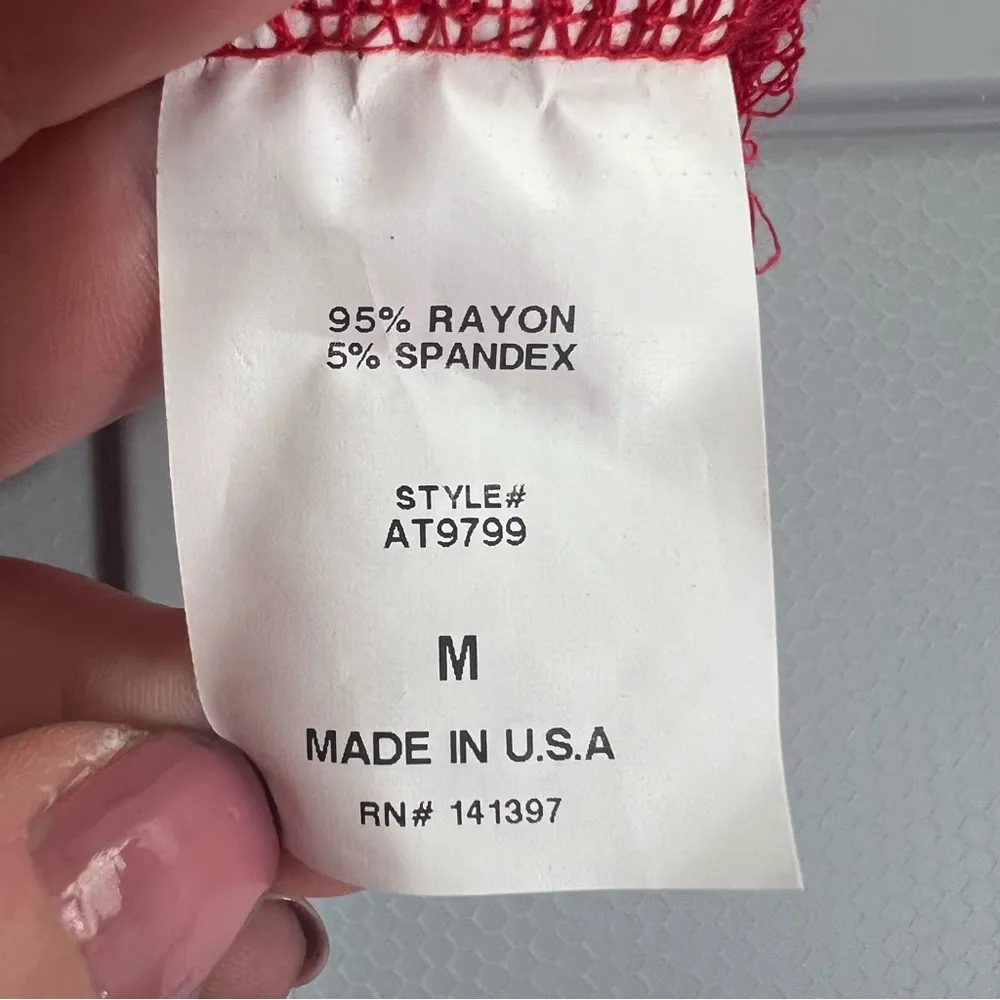 95% RAYON
5% SPANDEX
STYLE#
AT9799
M
MADE IN U.S.A
RN# 141397